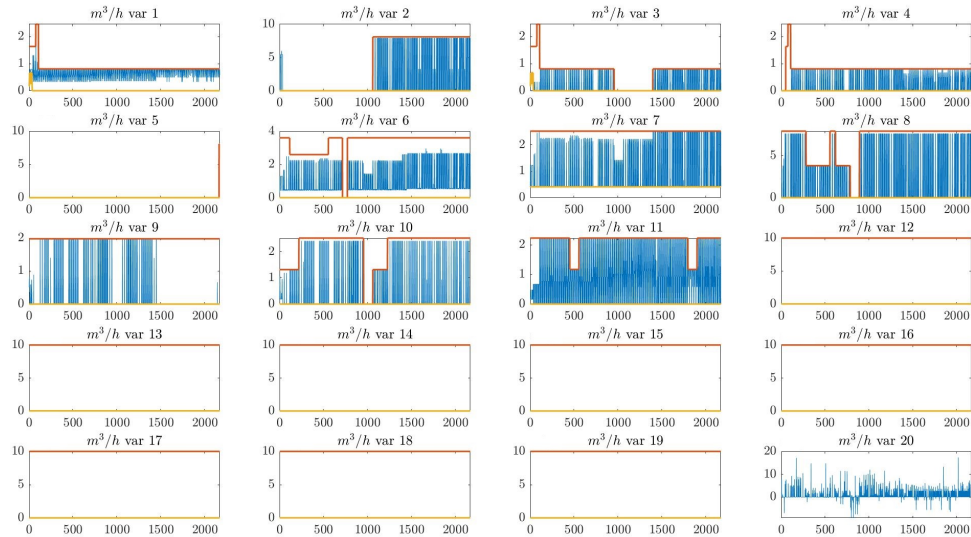 m³/h var 1 m³/h var 2 m³/h var 3 m³/h var 4
2 10 2 2
1 5 1 1
0 0 0 0
0 500 1000 1500 2000 0 500 1000 1500 2000 0 500 1000 1500 2000 0 500 1000 1500 2000
m³/h var 5 m³/h var 6 m³/h var 7 m³/h var 8
10 4 2 5
5 2 1
0 0 0 0
0 500 1000 1500 2000 0 500 1000 1500 2000 0 500 1000 1500 2000 0 500 1000 1500 2000
m³/h var 9 m³/h var 10 m³/h var 11 m³/h var 12
2 2 2 10
1 1 1 5
0 0 0 0
0 500 1000 1500 2000 0 500 1000 1500 2000 0 500 1000 1500 2000 0 500 1000 1500 2000
m³/h var 13 m³/h var 14 m³/h var 15 m³/h var 16
10 10 10 10
5 5 5 5
0 0 0 0
0 500 1000 1500 2000 0 500 1000 1500 2000 0 500 1000 1500 2000 0 500 1000 1500 2000
m³/h var 17 m³/h var 18 m³/h var 19 m³/h var 20
10 10 10 20
5 5 5 10
0 0 0 0
0 500 1000 1500 2000 0 500 1000 1500 2000 0 500 1000 1500 2000 0 500 1000 1500 2000